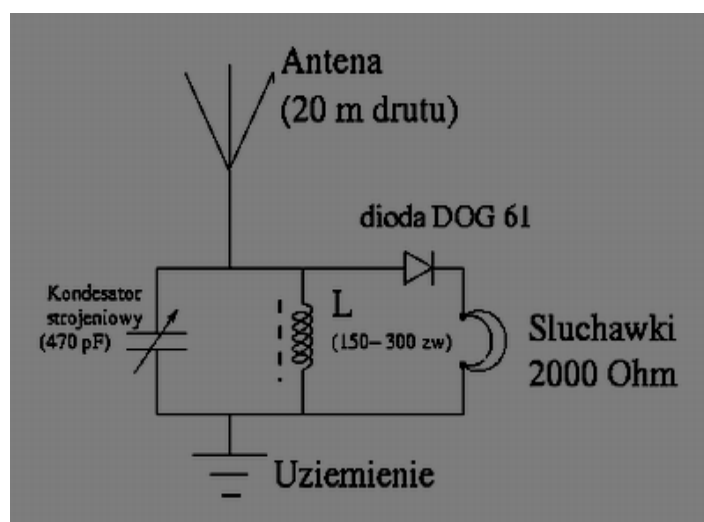 Antena
(20 m drutu)
dioda DOG 61
Kondesator
strojeniowy
(470 pF)
L
(150– 300 zw)
Sluchawki
2000 Ohm
Uziemienie